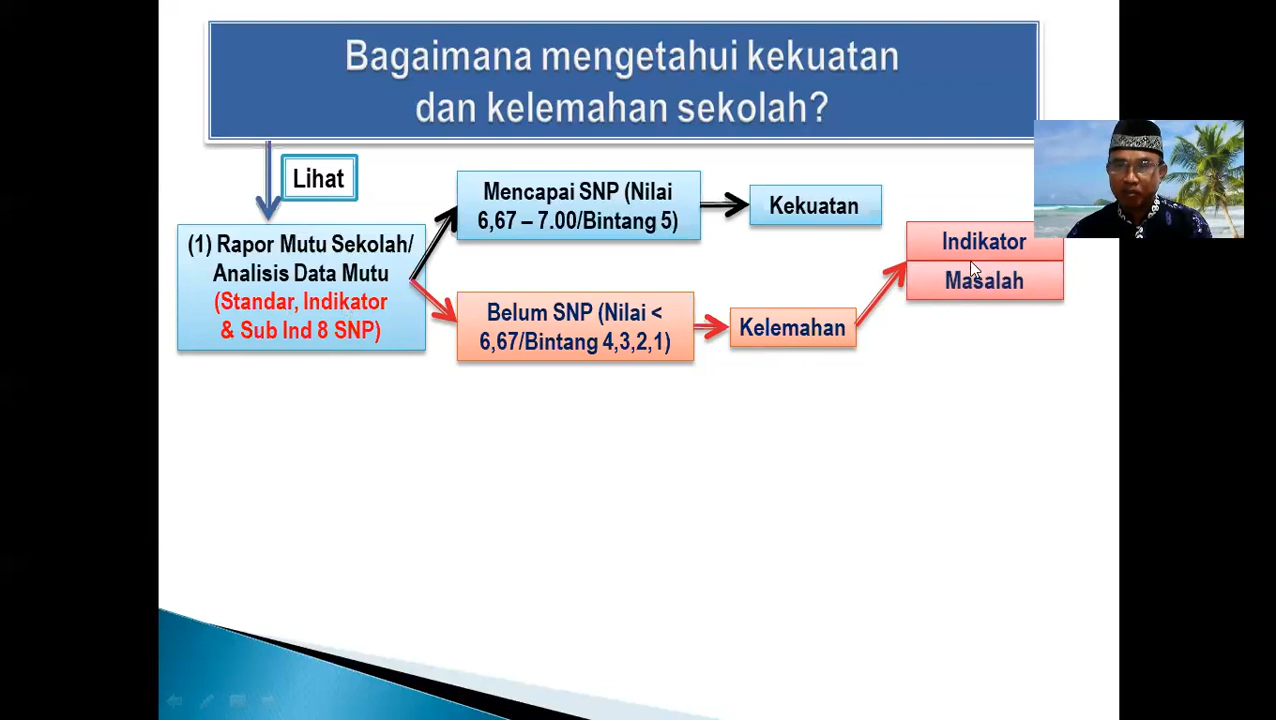 Bagaimana mengetahui kekuatan
dan kelemahan sekolah?
Lihat
(1) Rapor Mutu Sekolah/
Analisis Data Mutu
(Standar, Indikator
& Sub Ind 8 SNP)
Mencapai SNP (Nilai
6,67 – 7.00/Bintang 5)
Kekuatan
Belum SNP (Nilai <
6,67/Bintang 4,3,2,1)
Kelemahan
Indikator
Masalah